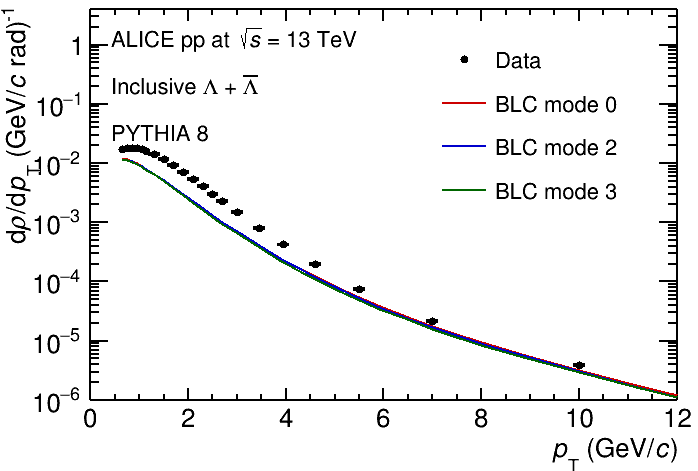 ALICE pp at √s = 13 TeV
Inclusive Λ + Λ̅
PYTHIA 8
Data
BLC mode 0
BLC mode 2
BLC mode 3
dρ/dp_T (GeV/c rad)⁻¹
1
10⁻¹
10⁻²
10⁻³
10⁻⁴
10⁻⁵
10⁻⁶
0 2 4 6 8 10 12
p_T (GeV/c)